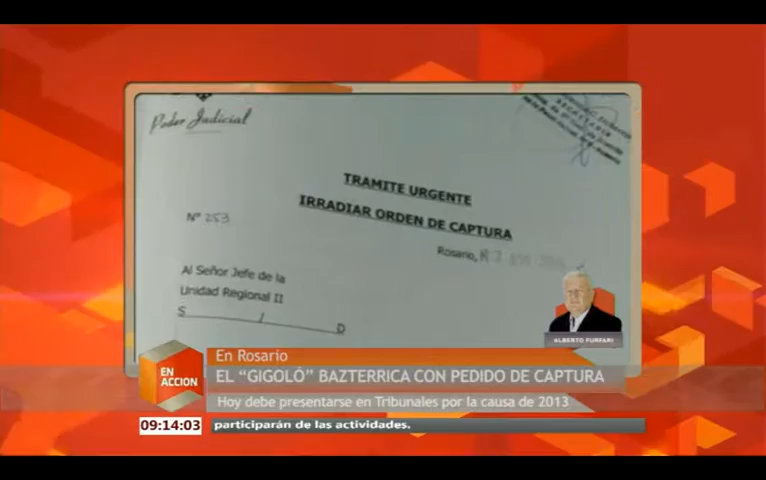 Poder Judicial
SECRETARIA
TRAMITE URGENTE
IRRADIAR ORDEN DE CAPTURA
Nº 253
Rosario,
Al Señor Jefe de la
Unidad Regional II
S / D
ALBERTO FURFARI
EN ACCION
En Rosario
EL “GIGOLÓ” BAZTERRICA CON PEDIDO DE CAPTURA
Hoy debe presentarse en Tribunales por la causa de 2013
09:14:03
participarán de las actividades.